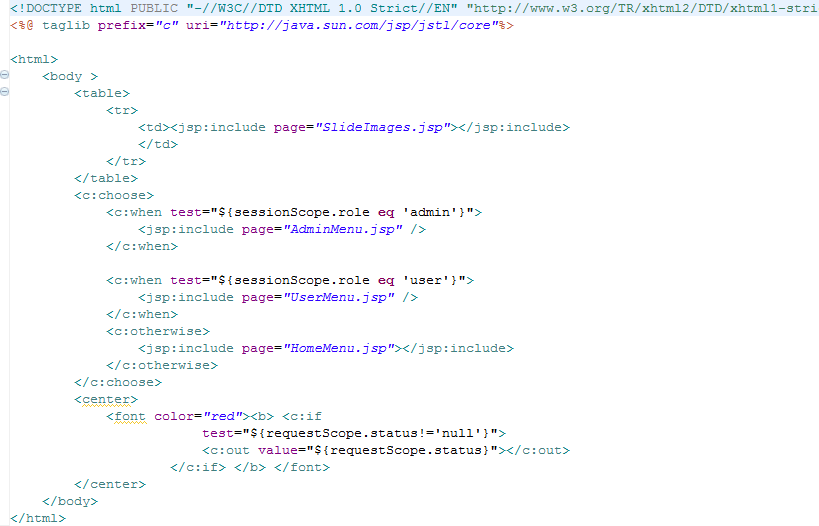 <!DOCTYPE html PUBLIC "-//W3C//DTD XHTML 1.0 Strict//EN" "http://www.w3.org/TR/xhtml2/DTD/xhtml1-stri
<%@ taglib prefix="c" uri="http://java.sun.com/jsp/jstl/core"%>
<html>
<body >
<table>
<tr>
<td><jsp:include page="SlideImages.jsp"></jsp:include>
</td>
</tr>
</table>
<c:choose>
<c:when test="${sessionScope.role eq 'admin'}">
<jsp:include page="AdminMenu.jsp" />
</c:when>
<c:when test="${sessionScope.role eq 'user'}">
<jsp:include page="UserMenu.jsp" />
</c:when>
<c:otherwise>
<jsp:include page="HomeMenu.jsp"></jsp:include>
</c:otherwise>
</c:choose>
<center>
<font color="red"><b> <c:if
test="${requestScope.status!='null'}">
<c:out value="${requestScope.status}"></c:out>
</c:if> </b> </font>
</center>
</body>
</html>